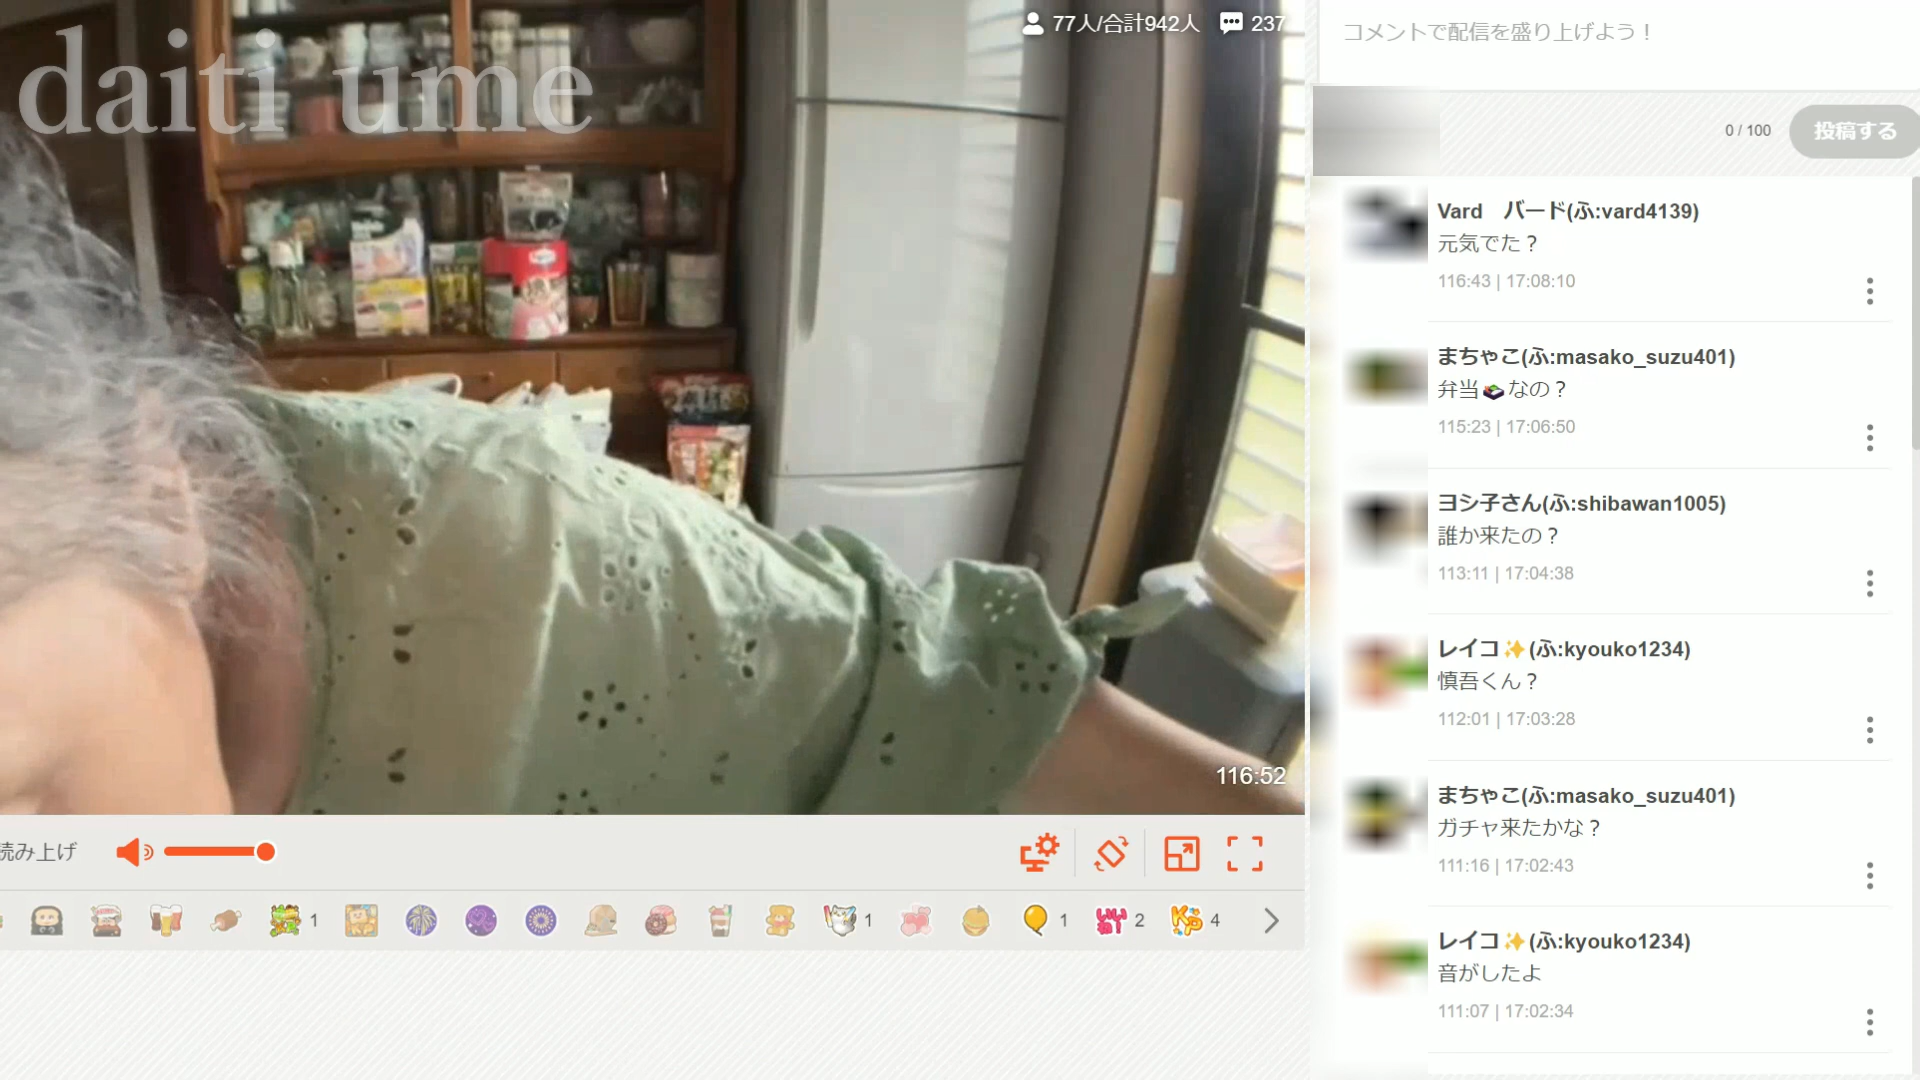 daiti ume
77人/合計942人 237
116:52
読み上げ
1
1
1
2
4
コメントで配信を盛り上げよう！
0 / 100
投稿する
Vard　バード(ふ:vard4139)
元気でた？
116:43 | 17:08:10
まちゃこ(ふ:masako_suzu401)
弁当🍱なの？
115:23 | 17:06:50
ヨシ子さん(ふ:shibawan1005)
誰か来たの？
113:11 | 17:04:38
レイコ✨(ふ:kyouko1234)
慎吾くん？
112:01 | 17:03:28
まちゃこ(ふ:masako_suzu401)
ガチャ来たかな？
111:16 | 17:02:43
レイコ✨(ふ:kyouko1234)
音がしたよ
111:07 | 17:02:34